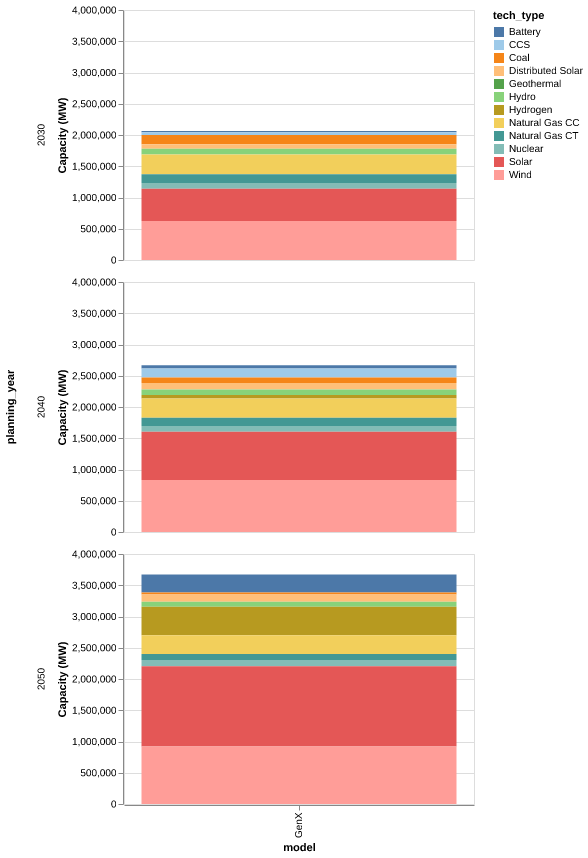 tech_type
Battery
CCS
Coal
Distributed Solar
Geothermal
Hydro
Hydrogen
Natural Gas CC
Natural Gas CT
Nuclear
Solar
Wind
planning_year
2030
Capacity (MW)
4,000,000
3,500,000
3,000,000
2,500,000
2,000,000
1,500,000
1,000,000
500,000
0
2040
Capacity (MW)
4,000,000
3,500,000
3,000,000
2,500,000
2,000,000
1,500,000
1,000,000
500,000
0
2050
Capacity (MW)
4,000,000
3,500,000
3,000,000
2,500,000
2,000,000
1,500,000
1,000,000
500,000
0
GenX
model